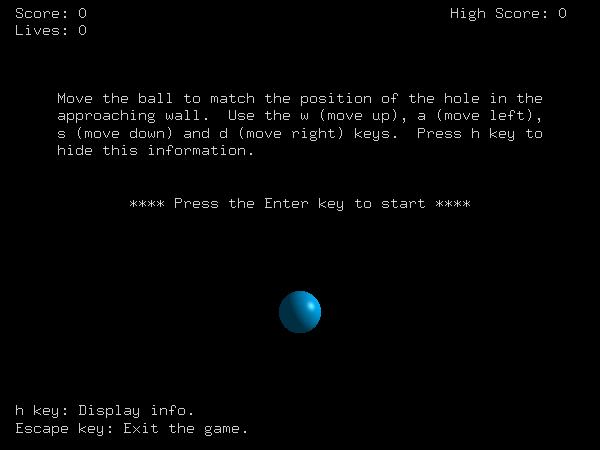 Score: 0
High Score: 0
Lives: 0
Move the ball to match the position of the hole in the
approaching wall.  Use the w (move up), a (move left),
s (move down) and d (move right) keys.  Press h key to
hide this information.
**** Press the Enter key to start ****
h key: Display info.
Escape key: Exit the game.